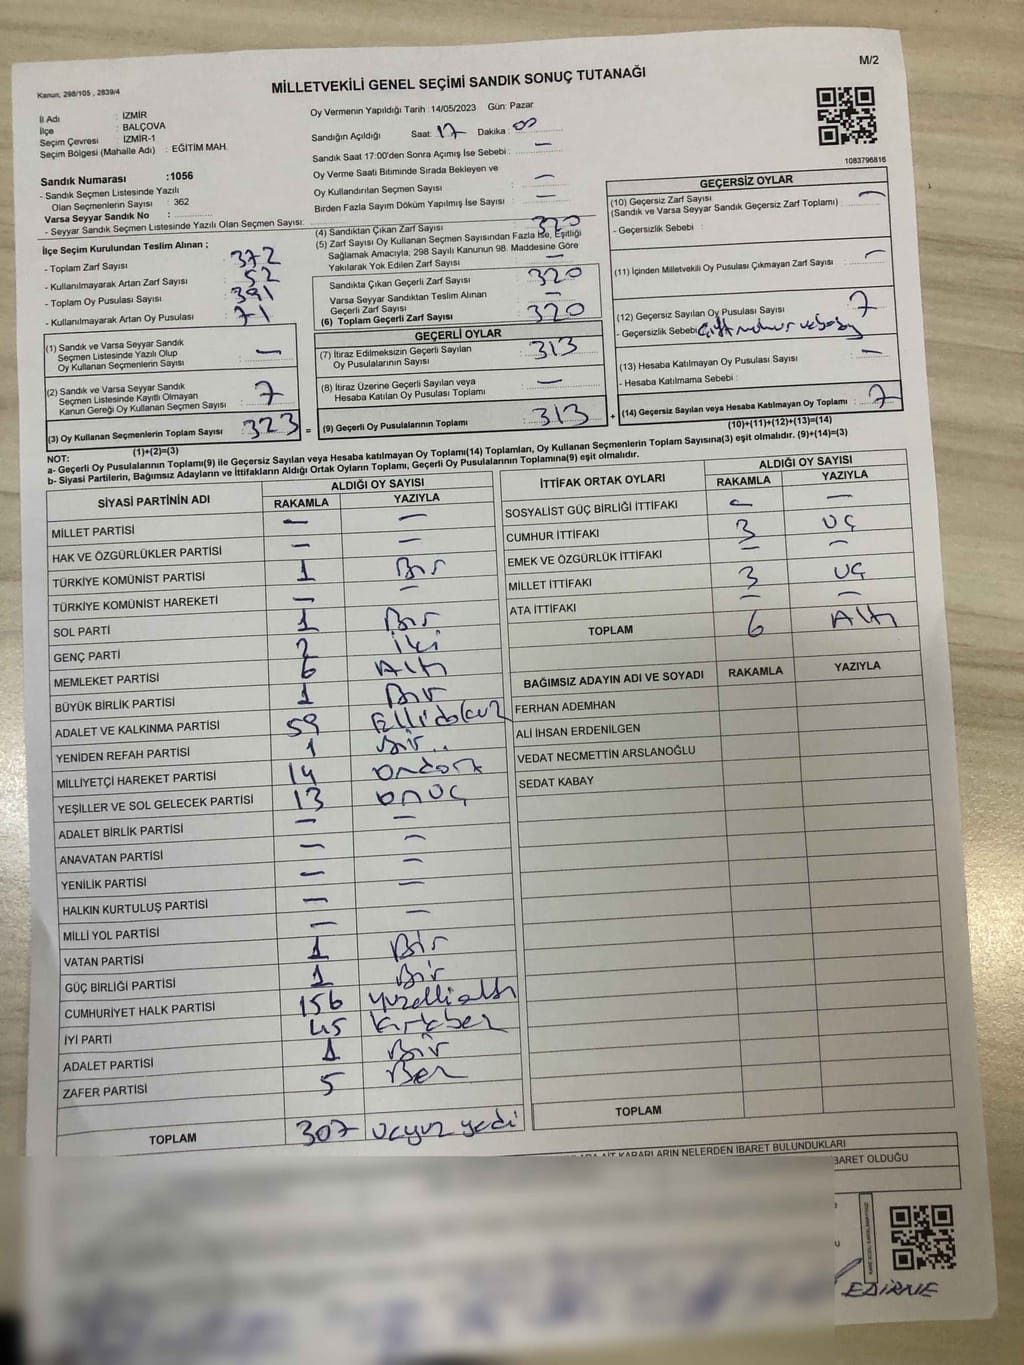 M/2
Kanun, 298/105 , 2839/4
MİLLETVEKİLİ GENEL SEÇİMİ SANDIK SONUÇ TUTANAĞI
İl Adı : İZMİR
İlçe : BALÇOVA
Seçim Çevresi : İZMİR-1
Seçim Bölgesi (Mahalle Adı) : EĞİTİM MAH.
Oy Vermenin Yapıldığı Tarih : 14/05/2023 Gün: Pazar
Sandığın Açıldığı Saat: 17 Dakika : 00
Sandık Saat 17:00'den Sonra Açımış İse Sebebi : —
Oy Verme Saati Bitiminde Sırada Bekleyen ve
Oy Kullandırılan Seçmen Sayısı : —
Birden Fazla Sayım Döküm Yapılmış İse Sayısı : —
1083796816
Sandık Numarası :1056
- Sandık Seçmen Listesinde Yazılı
Olan Seçmenlerin Sayısı : 362
Varsa Seyyar Sandık No :
- Seyyar Sandık Seçmen Listesinde Yazılı Olan Seçmen Sayısı:
İlçe Seçim Kurulundan Teslim Alınan ;
- Toplam Zarf Sayısı : 372
- Kullanılmayarak Artan Zarf Sayısı : 52
- Toplam Oy Pusulası Sayısı : 391
- Kullanılmayarak Artan Oy Pusulası : 71
(1) Sandık ve Varsa Seyyar Sandık
Seçmen Listesinde Yazılı Olup
Oy Kullanan Seçmenlerin Sayısı : —
(2) Sandık ve Varsa Seyyar Sandık
Seçmen Listesinde Kayıtlı Olmayan
Kanun Gereği Oy Kullanan Seçmen Sayısı : 7
(3) Oy Kullanan Seçmenlerin Toplam Sayısı : 323
(1)+(2)=(3)
(4) Sandıktan Çıkan Zarf Sayısı : 320
(5) Zarf Sayısı Oy Kullanan Seçmen Sayısından Fazla İse, Eşitliği
Sağlamak Amacıyla, 298 Sayılı Kanunun 98. Maddesine Göre
Yakılarak Yok Edilen Zarf Sayısı : —
Sandıkta Çıkan Geçerli Zarf Sayısı : 320
Varsa Seyyar Sandıktan Teslim Alınan
Geçerli Zarf Sayısı : —
(6) Toplam Geçerli Zarf Sayısı : 320
GEÇERLİ OYLAR
(7) İtiraz Edilmeksizin Geçerli Sayılan
Oy Pusulalarının Sayısı : 313
(8) İtiraz Üzerine Geçerli Sayılan veya
Hesaba Katılan Oy Pusulası Toplamı : —
= (9) Geçerli Oy Pusulalarının Toplamı : 313 +
GEÇERSİZ OYLAR
(10) Geçersiz Zarf Sayısı : —
(Sandık ve Varsa Seyyar Sandık Geçersiz Zarf Toplamı)
- Geçersizlik Sebebi :
(11) İçinden Milletvekili Oy Pusulası Çıkmayan Zarf Sayısı : —
(12) Geçersiz Sayılan Oy Pusulası Sayısı : 7
- Geçersizlik Sebebi :
(13) Hesaba Katılmayan Oy Pusulası Sayısı : —
- Hesaba Katılmama Sebebi :
(14) Geçersiz Sayılan veya Hesaba Katılmayan Oy Toplamı : 7
(10)+(11)+(12)+(13)=(14)
NOT:
a- Geçerli Oy Pusulalarının Toplamı(9) ile Geçersiz Sayılan veya Hesaba katılmayan Oy Toplamı(14) Toplamları, Oy Kullanan Seçmenlerin Toplam Sayısına(3) eşit olmalıdır. (9)+(14)=(3)
b- Siyasi Partilerin, Bağımsız Adayların ve İttifakların Aldığı Ortak Oyların Toplamı, Geçerli Oy Pusulalarının Toplamına(9) eşit olmalıdır.
SİYASİ PARTİNİN ADI ALDIĞI OY SAYISI
RAKAMLA YAZIYLA
MİLLET PARTİSİ — —
HAK VE ÖZGÜRLÜKLER PARTİSİ — —
TÜRKİYE KOMÜNİST PARTİSİ 1 Bir
TÜRKİYE KOMÜNİST HAREKETİ — —
SOL PARTİ 1 Bir
GENÇ PARTİ 2 İki
MEMLEKET PARTİSİ 6 Altı
BÜYÜK BİRLİK PARTİSİ 1 Bir
ADALET VE KALKINMA PARTİSİ 59 Ellidokuz
YENİDEN REFAH PARTİSİ 1 Bir
MİLLİYETÇİ HAREKET PARTİSİ 14 ondört
YEŞİLLER VE SOL GELECEK PARTİSİ 13 onüç
ADALET BİRLİK PARTİSİ — —
ANAVATAN PARTİSİ — —
YENİLİK PARTİSİ — —
HALKIN KURTULUŞ PARTİSİ — —
MİLLİ YOL PARTİSİ — —
VATAN PARTİSİ 1 Bir
GÜÇ BİRLİĞİ PARTİSİ 1 Bir
CUMHURİYET HALK PARTİSİ 156 yüzellialtı
İYİ PARTİ 45 kırkbeş
ADALET PARTİSİ 1 Bir
ZAFER PARTİSİ 5 Beş
TOPLAM 307 üçyüz yedi
İTTİFAK ORTAK OYLARI ALDIĞI OY SAYISI
RAKAMLA YAZIYLA
SOSYALİST GÜÇ BİRLİĞİ İTTİFAKI — —
CUMHUR İTTİFAKI 3 üç
EMEK VE ÖZGÜRLÜK İTTİFAKI — —
MİLLET İTTİFAKI 3 üç
ATA İTTİFAKI — —
TOPLAM 6 Altı
BAĞIMSIZ ADAYIN ADI VE SOYADI RAKAMLA YAZIYLA
FERHAN ADEMHAN
ALİ İHSAN ERDENİLGEN
VEDAT NECMETTİN ARSLANOĞLU
SEDAT KABAY
TOPLAM
KARARLARIN NELERDEN İBARET BULUNDUKLARI
BARET OLDUĞU
EDİRNE